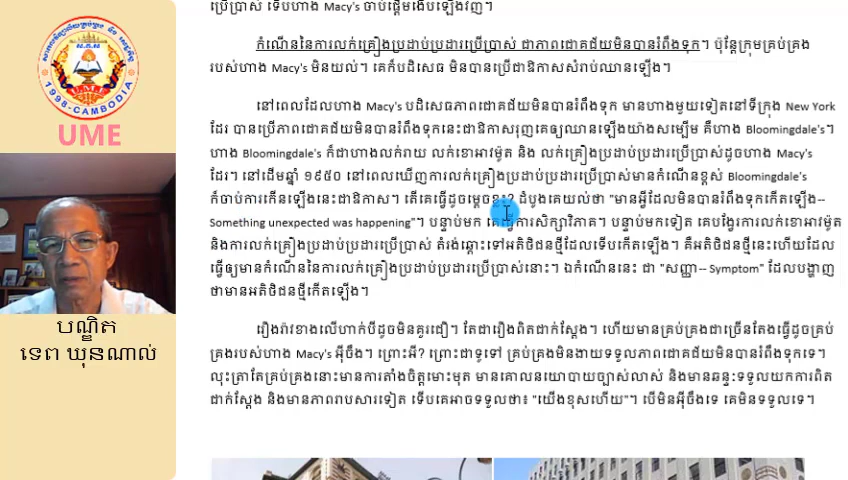 ប្រើប្រាស់ ទើបហាង Macy's ចាប់ផ្តើមងើបឡើងវិញ។
កំណើននៃការលក់គ្រឿងប្រដាប់ប្រដារប្រើប្រាស់ ជាភាពជោគជ័យមិនបានរំពឹងទុក។ ប៉ុន្តែក្រុមគ្រប់គ្រង
របស់ហាង Macy's មិនយល់។ គេក៏បដិសេធ មិនបានប្រើជាឱកាសសំរាប់ឈានឡើង។
នៅពេលដែលហាង Macy's បដិសេធភាពជោគជ័យមិនបានរំពឹងទុក មានហាងមួយទៀតនៅទីក្រុង New York
ដែរ បានប្រើភាពជោគជ័យមិនបានរំពឹងទុកនេះជាឱកាសរុញគេឲ្យឈានឡើងយ៉ាងសម្បើម គឺហាង Bloomingdale's។
ហាង Bloomingdale's ក៏ជាហាងលក់រាយ លក់ខោអាវម៉ូត និង លក់គ្រឿងប្រដាប់ប្រដារប្រើប្រាស់ដូចហាង Macy's
ដែរ។ នៅដើមឆ្នាំ ១៩៥០ នៅពេលឃើញការលក់គ្រឿងប្រដាប់ប្រដារប្រើប្រាស់មានកំណើនខ្ពស់ Bloomingdale's
ក៏ចាប់ការកើនឡើងនេះជាឱកាស។ តើគេធ្វើដូចម្តេចខ្លះ? ដំបូងគេយល់ថា "មានអ្វីដែលមិនបានរំពឹងទុកកើតឡើង--
Something unexpected was happening"។ បន្ទាប់មក គេធ្វើការសិក្សាវិភាគ។ បន្ទាប់មកទៀត គេបង្វែរការលក់ខោអាវម៉ូត
និងការលក់គ្រឿងប្រដាប់ប្រដារប្រើប្រាស់ តំរង់ឆ្ពោះទៅអតិថិជនថ្មីដែលទើបកើតឡើង។ គឺអតិថិជនថ្មីនេះហើយដែល
ធ្វើឲ្យមានកំណើននៃការលក់គ្រឿងប្រដាប់ប្រដារប្រើប្រាស់នោះ។ ឯកំណើននេះ ជា "សញ្ញា-- Symptom" ដែលបង្ហាញ
ថាមានអតិថិជនថ្មីកើតឡើង។
រឿងរ៉ាវខាងលើហាក់បីដូចមិនគួរជឿ។ តែជារឿងពិតជាក់ស្តែង។ ហើយមានគ្រប់គ្រងជាច្រើនតែងធ្វើដូចគ្រប់
គ្រងរបស់ហាង Macy's អ៊ីចឹង។ ព្រោះអី? ព្រោះជាទូទៅ គ្រប់គ្រងមិនងាយទទួលភាពជោគជ័យមិនបានរំពឹងទុកទេ។
លុះត្រាតែគ្រប់គ្រងនោះមានការតាំងចិត្តមោះមុត មានគោលនយោបាយច្បាស់លាស់ និងមានឆន្ទៈទទួលយកការពិត
ជាក់ស្តែង និងមានភាពរាបសារទៀត ទើបគេអាចទទួលថា៖ "យើងខុសហើយ"។ បើមិនអ៊ីចឹងទេ គេមិនទទួលទេ។
1998-CAMBODIA
UME
បណ្ឌិត
ទេព ឃុនណាល់